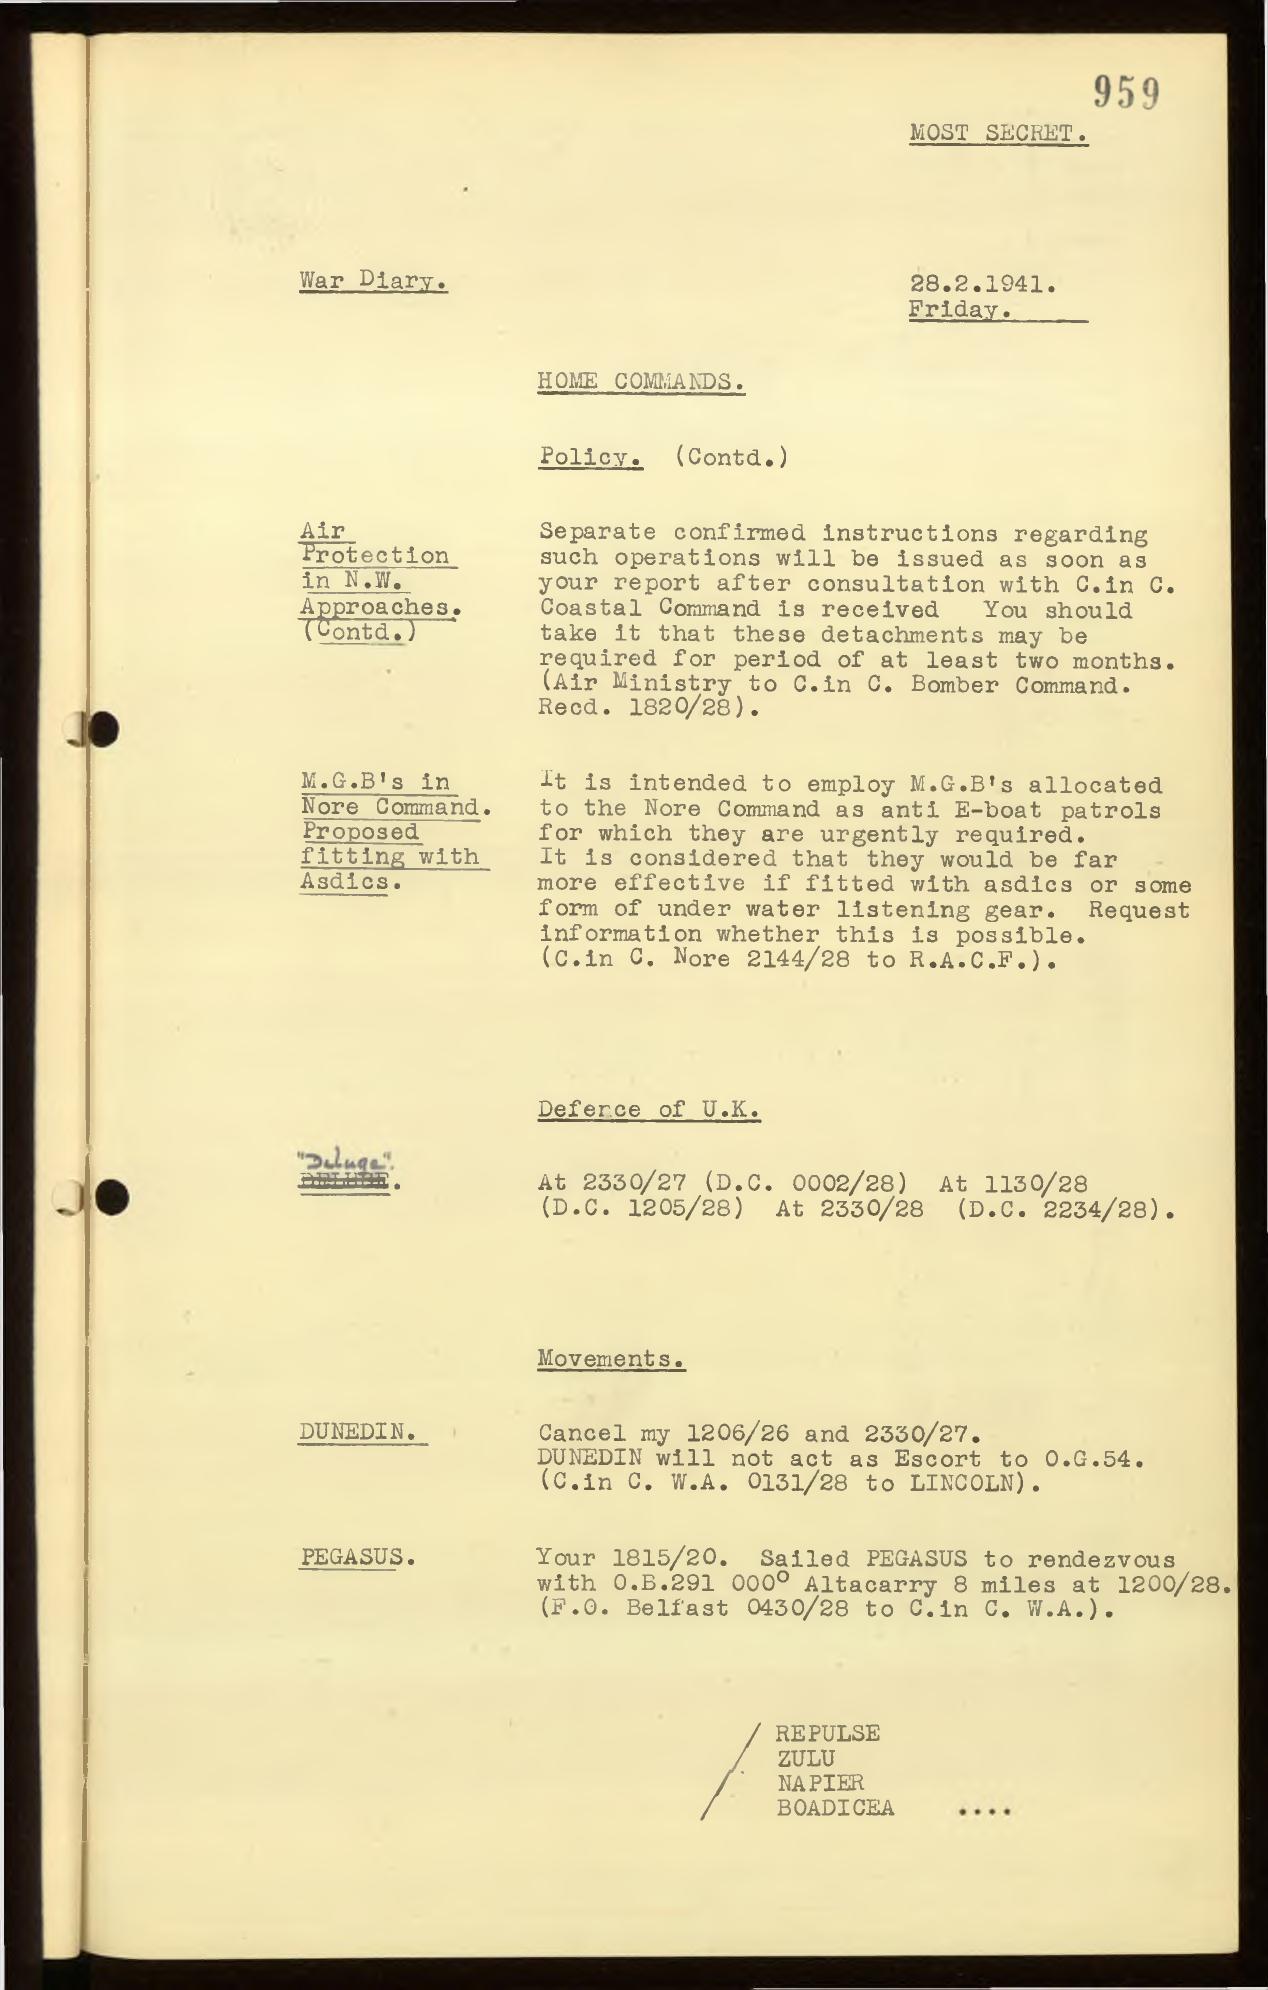 959
MOST SECRET.
War Diary.
28.2.1941.
Friday.
HOME COMMANDS.
Policy. (Contd.)
Air
Protection
in N.W.
Approaches.
(Contd.)
Separate confirmed instructions regarding
such operations will be issued as soon as
your report after consultation with C.in C.
Coastal Command is received You should
take it that these detachments may be
required for period of at least two months.
(Air Ministry to C.in C. Bomber Command.
Recd. 1820/28).
M.G.B's in
Nore Command.
Proposed
fitting with
Asdics.
It is intended to employ M.G.B's allocated
to the Nore Command as anti E-boat patrols
for which they are urgently required.
It is considered that they would be far
more effective if fitted with asdics or some
form of under water listening gear. Request
information whether this is possible.
(C.in C. Nore 2144/28 to R.A.C.F.).
Defence of U.K.
"Deluge".
At 2330/27 (D.C. 0002/28) At 1130/28
(D.C. 1205/28) At 2330/28 (D.C. 2234/28).
Movements.
DUNEDIN.
Cancel my 1206/26 and 2330/27.
DUNEDIN will not act as Escort to O.G.54.
(C.in C. W.A. 0131/28 to LINCOLN).
PEGASUS.
Your 1815/20. Sailed PEGASUS to rendezvous
with O.B.291 000° Altacarry 8 miles at 1200/28.
(F.O. Belfast 0430/28 to C.in C. W.A.).
/ REPULSE
ZULU
NAPIER
BOADICEA ....